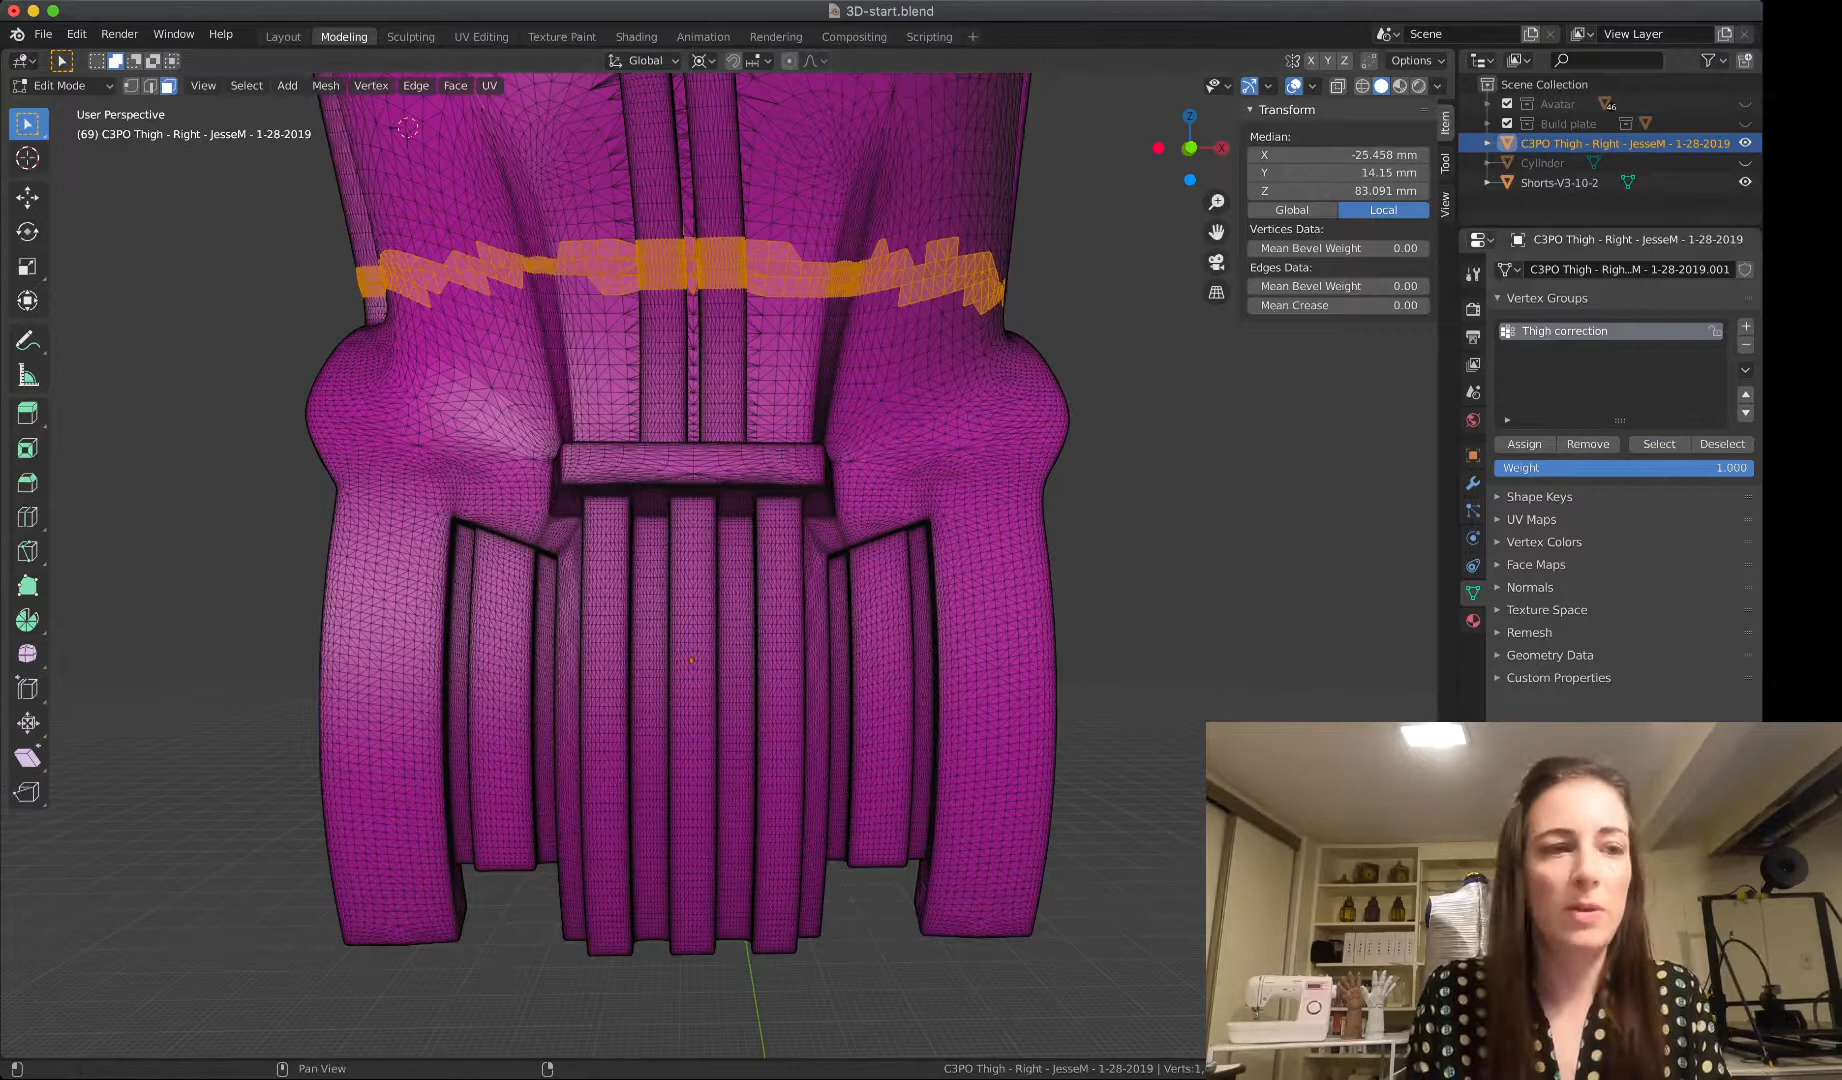 3D-start.blend
File Edit Render Window Help
Layout Modeling Sculpting UV Editing Texture Paint Shading Animation Rendering Compositing Scripting +
Scene View Layer
Global X Y Z Options
Edit Mode View Select Add Mesh Vertex Edge Face UV
User Perspective
(69) C3PO Thigh - Right - JesseM - 1-28-2019
Z
X
Transform
Median:
X -25.458 mm
Y 14.15 mm
Z 83.091 mm
Global Local
Vertices Data:
Mean Bevel Weight 0.00
Edges Data:
Mean Bevel Weight 0.00
Mean Crease 0.00
Item
Tool
View
Scene Collection
Avatar 46
Build plate
C3PO Thigh - Right - JesseM - 1-28-2019
Cylinder
Shorts-V3-10-2
C3PO Thigh - Right - JesseM - 1-28-2019
C3PO Thigh - Righ...M - 1-28-2019.001
Vertex Groups
Thigh correction
Assign Remove Select Deselect
Weight 1.000
Shape Keys
UV Maps
Vertex Colors
Face Maps
Normals
Texture Space
Remesh
Geometry Data
Custom Properties
Pan View
C3PO Thigh - Right - JesseM - 1-28-2019 | Verts:1,